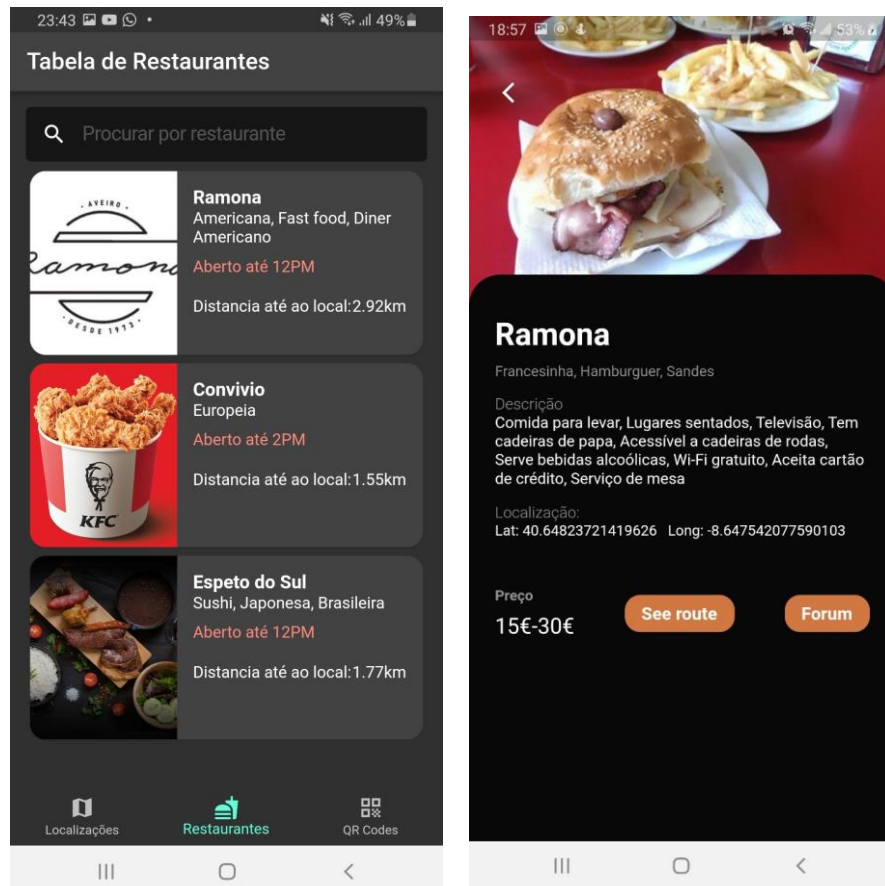 23:43
49%
Tabela de Restaurantes
Procurar por restaurante
· AVEIRO ·
Ramona
· DESDE 1973 ·
Ramona
Americana, Fast food, Diner
Americano
Aberto até 12PM
Distancia até ao local:2.92km
KFC
Convivio
Europeia
Aberto até 2PM
Distancia até ao local:1.55km
Espeto do Sul
Sushi, Japonesa, Brasileira
Aberto até 12PM
Distancia até ao local:1.77km
Localizações
Restaurantes
QR Codes
18:57
53%
Ramona
Francesinha, Hamburguer, Sandes
Descrição
Comida para levar, Lugares sentados, Televisão, Tem
cadeiras de papa, Acessível a cadeiras de rodas,
Serve bebidas alcoólicas, Wi-Fi gratuito, Aceita cartão
de crédito, Serviço de mesa
Localização:
Lat: 40.64823721419626 Long: -8.647542077590103
Preço
15€-30€
See route
Forum